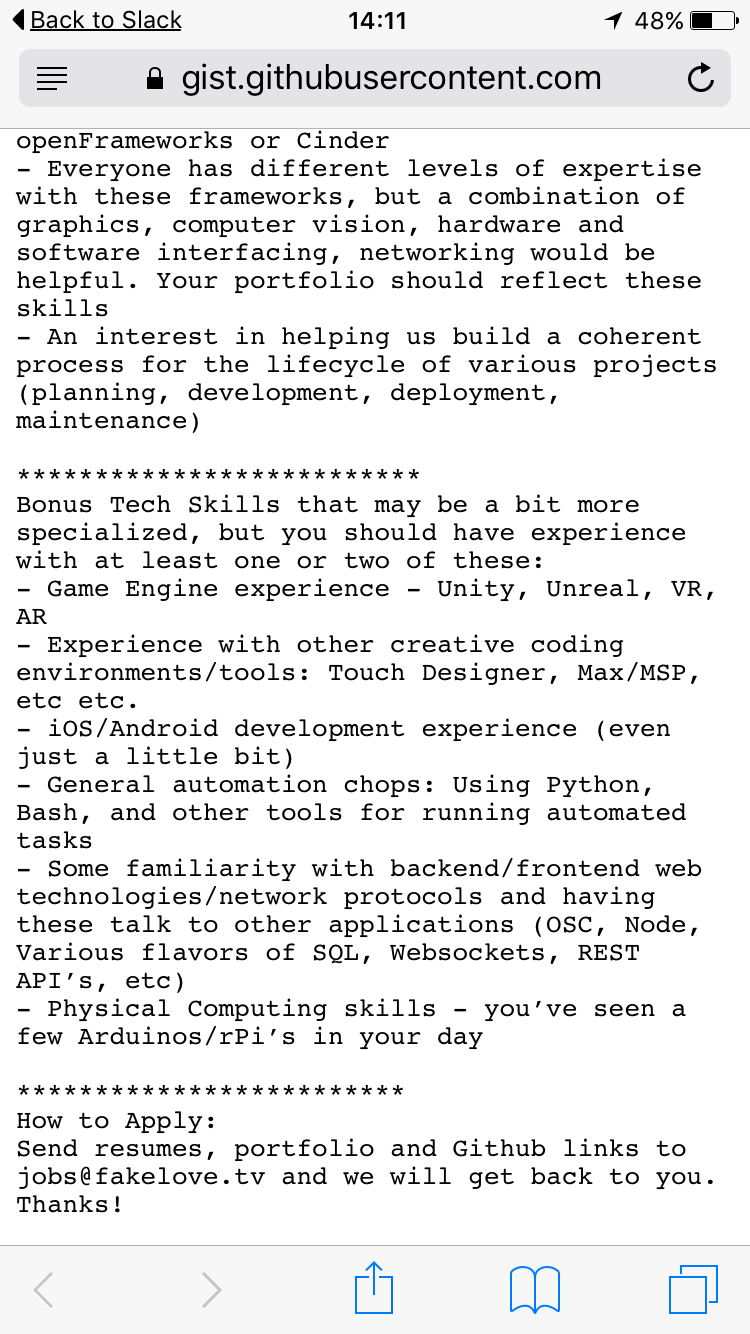 Back to Slack
14:11
48%
gist.githubusercontent.com
openFrameworks or Cinder
- Everyone has different levels of expertise
with these frameworks, but a combination of
graphics, computer vision, hardware and
software interfacing, networking would be
helpful. Your portfolio should reflect these
skills
- An interest in helping us build a coherent
process for the lifecycle of various projects
(planning, development, deployment,
maintenance)
**************************
Bonus Tech Skills that may be a bit more
specialized, but you should have experience
with at least one or two of these:
- Game Engine experience - Unity, Unreal, VR,
AR
- Experience with other creative coding
environments/tools: Touch Designer, Max/MSP,
etc etc.
- iOS/Android development experience (even
just a little bit)
- General automation chops: Using Python,
Bash, and other tools for running automated
tasks
- Some familiarity with backend/frontend web
technologies/network protocols and having
these talk to other applications (OSC, Node,
Various flavors of SQL, Websockets, REST
API’s, etc)
- Physical Computing skills - you’ve seen a
few Arduinos/rPi’s in your day
*************************
How to Apply:
Send resumes, portfolio and Github links to
jobs@fakelove.tv and we will get back to you.
Thanks!